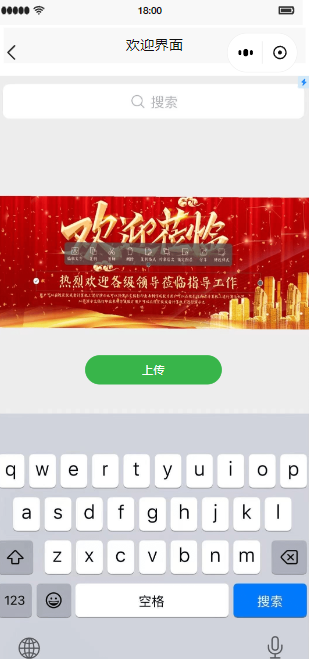 18:00
欢迎界面
搜索
欢迎莅临
热烈欢迎各级领导莅临指导工作
上传
q w e r t y u i o p
a s d f g h j k l
z x c v b n m
123 空格 搜索